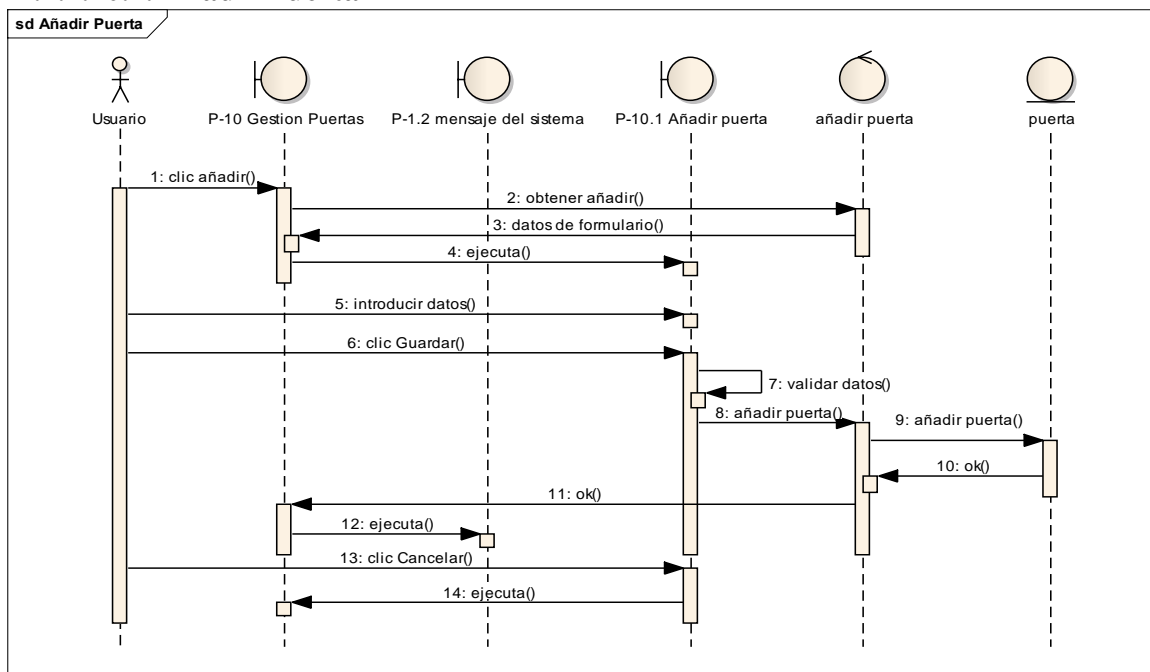 sd Añadir Puerta
Usuario
P-10 Gestion Puertas
P-1.2 mensaje del sistema
P-10.1 Añadir puerta
añadir puerta
puerta
1: clic añadir()
2: obtener añadir()
3: datos de formulario()
4: ejecuta()
5: introducir datos()
6: clic Guardar()
7: validar datos()
8: añadir puerta()
9: añadir puerta()
10: ok()
11: ok()
12: ejecuta()
13: clic Cancelar()
14: ejecuta()